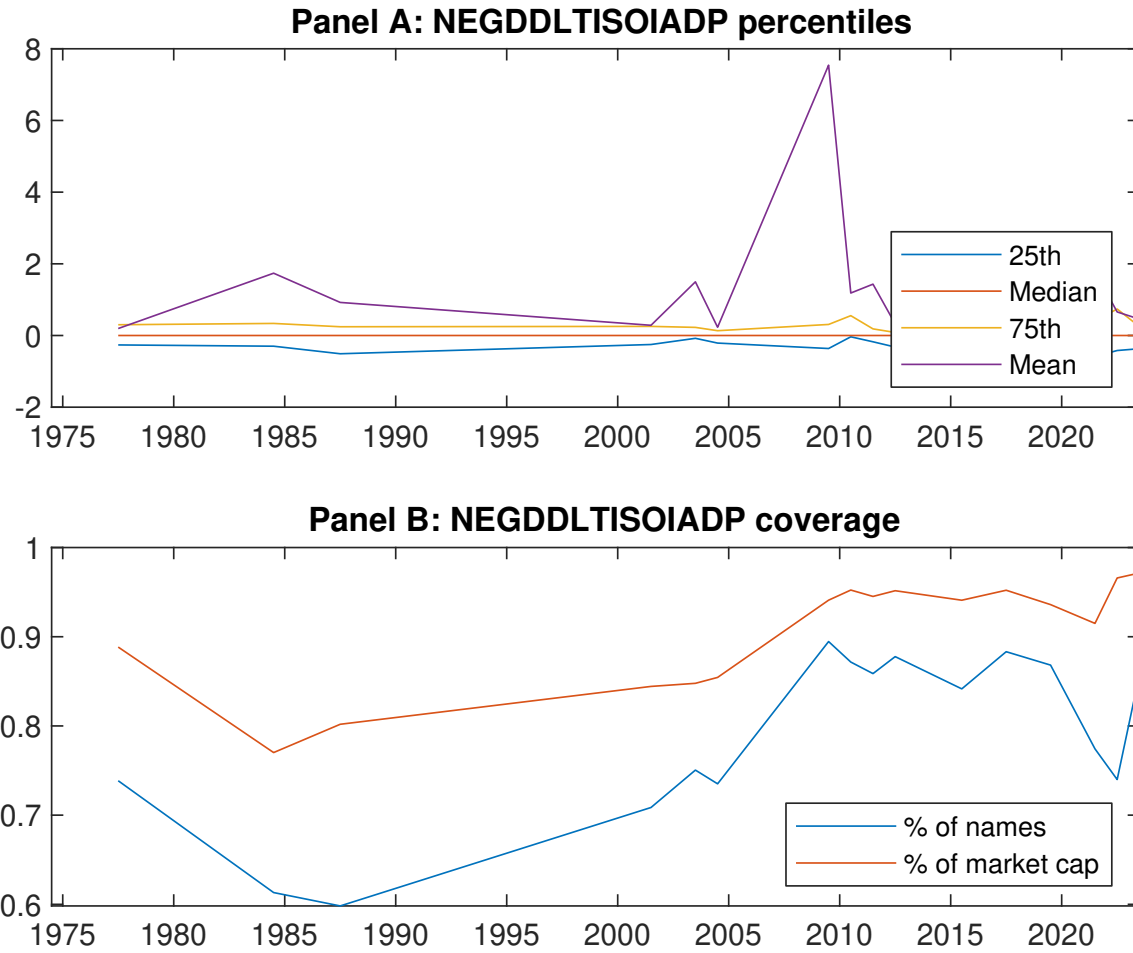 Panel A: NEGDDLTISOIADP percentiles
8
6
4
2
0
-2
25th
Median
75th
Mean
1975 1980 1985 1990 1995 2000 2005 2010 2015 2020
Panel B: NEGDDLTISOIADP coverage
1
0.9
0.8
0.7
0.6
% of names
% of market cap
1975 1980 1985 1990 1995 2000 2005 2010 2015 2020